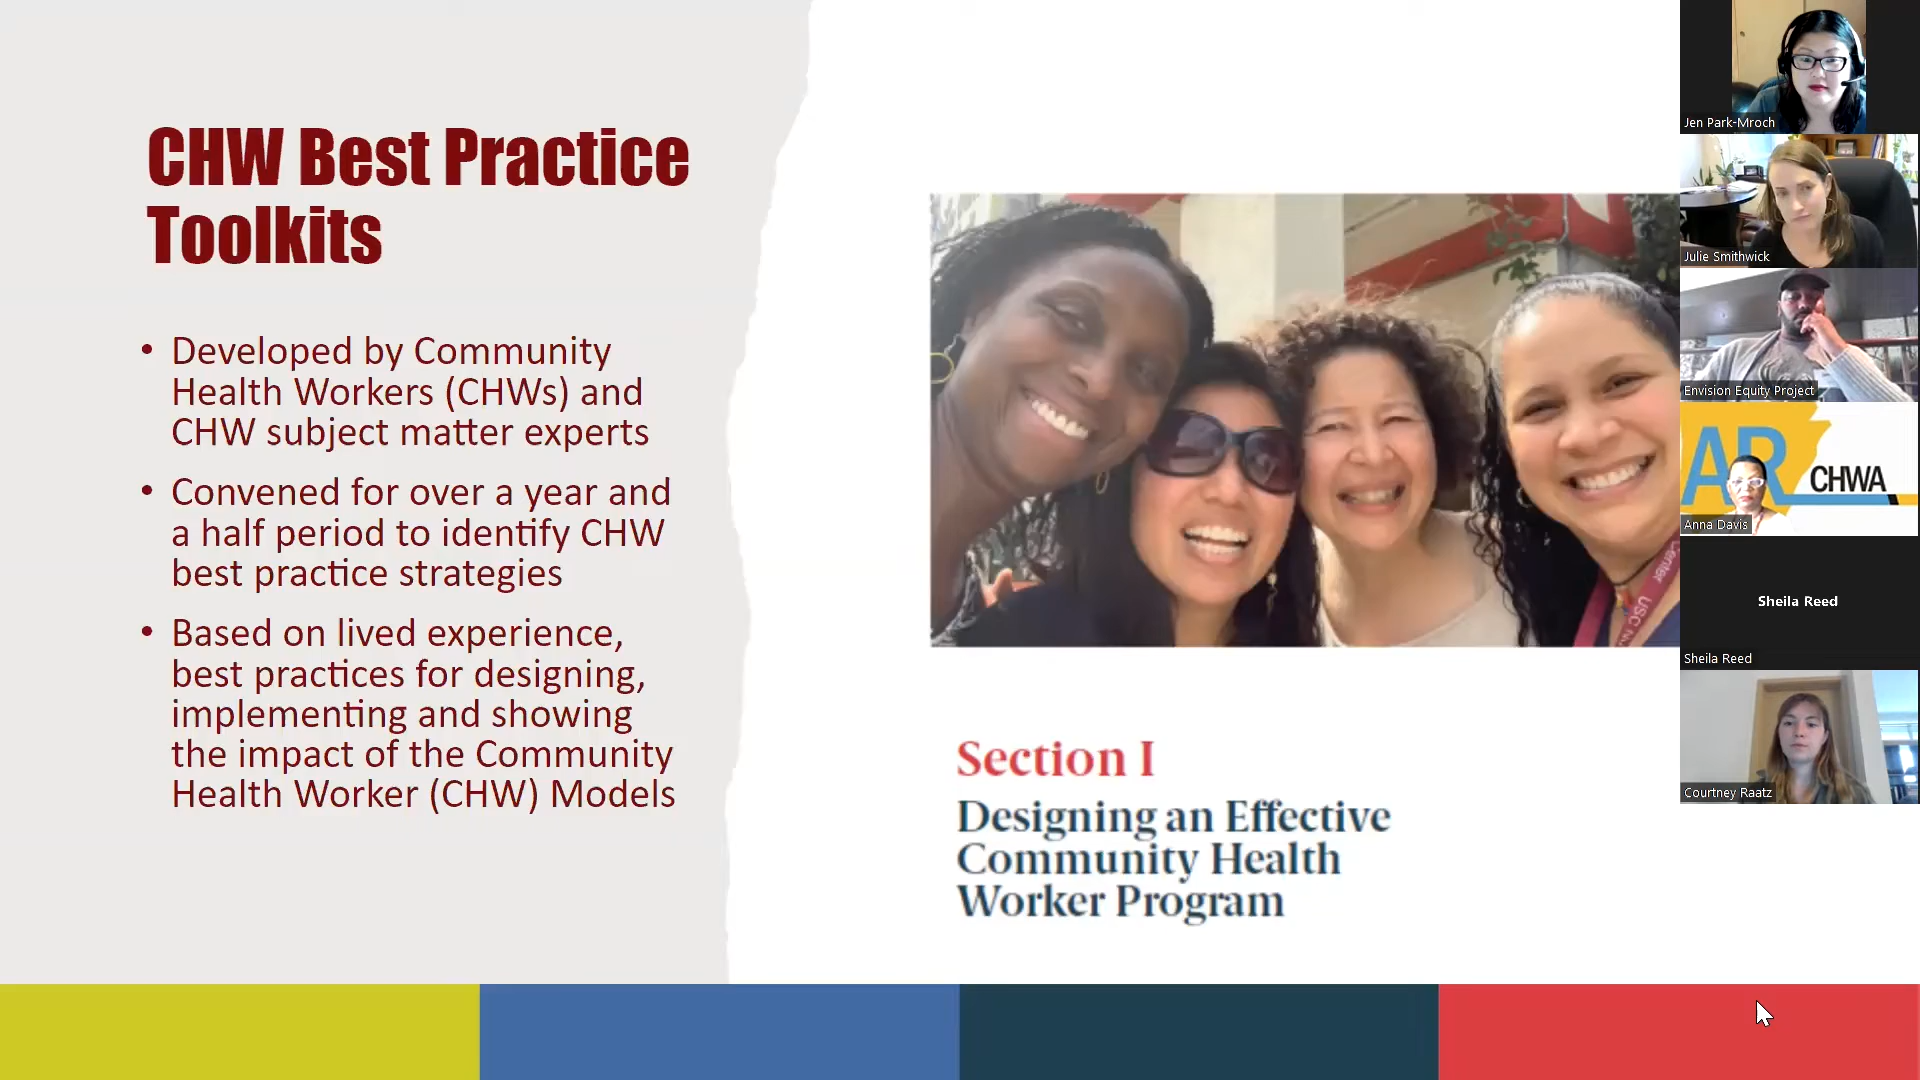 CHW Best Practice
Toolkits
• Developed by Community
Health Workers (CHWs) and
CHW subject matter experts
• Convened for over a year and
a half period to identify CHW
best practice strategies
• Based on lived experience,
best practices for designing,
implementing and showing
the impact of the Community
Health Worker (CHW) Models
USC
Section I
Designing an Effective
Community Health
Worker Program
Jen Park-Mroch
Julie Smithwick
Envision Equity Project
AR
CHWA
Anna Davis
Sheila Reed
Sheila Reed
Courtney Raatz